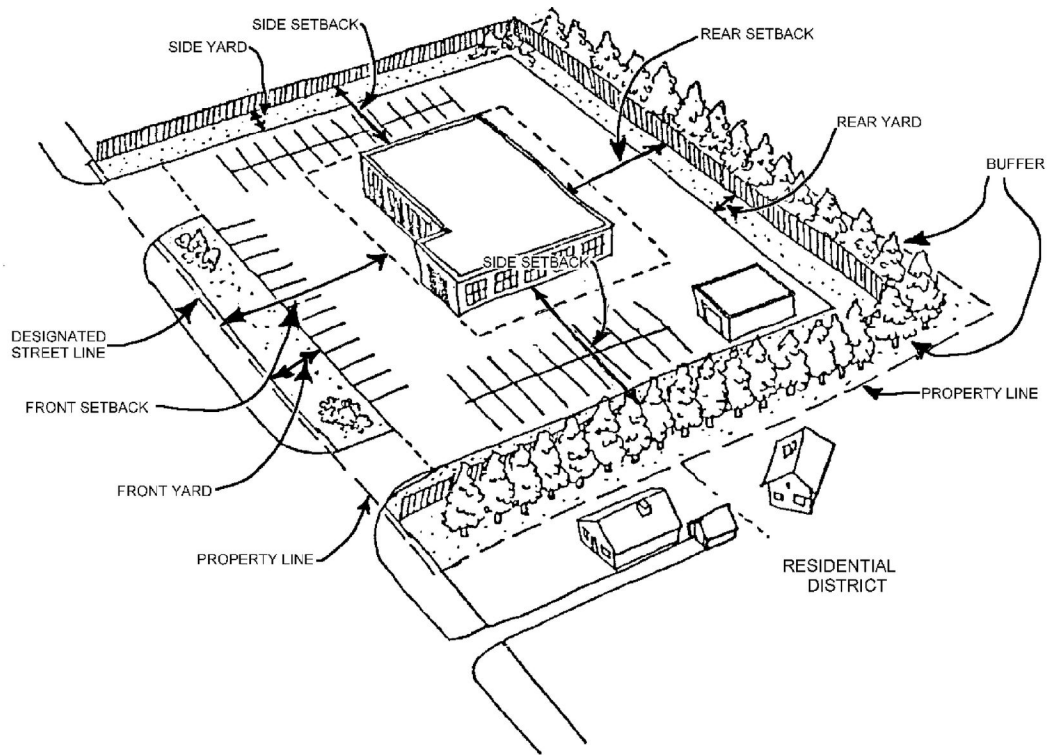 SIDE SETBACK
SIDE YARD
REAR SETBACK
REAR YARD
BUFFER
SIDE SETBACK
DESIGNATED
STREET LINE
FRONT SETBACK
PROPERTY LINE
FRONT YARD
PROPERTY LINE
RESIDENTIAL
DISTRICT